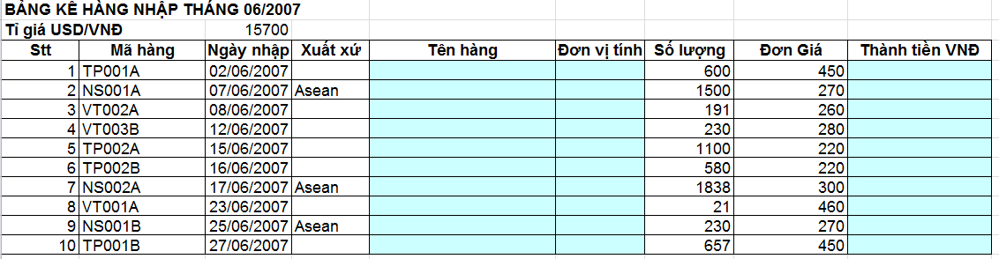 BẢNG KÊ HÀNG NHẬP THÁNG 06/2007
Tỉ giá USD/VNĐ 15700
Stt Mã hàng Ngày nhập Xuất xứ Tên hàng Đơn vị tính Số lượng Đơn Giá Thành tiền VNĐ
1 TP001A 02/06/2007 600 450
2 NS001A 07/06/2007 Asean 1500 270
3 VT002A 08/06/2007 191 260
4 VT003B 12/06/2007 230 280
5 TP002A 15/06/2007 1100 220
6 TP002B 16/06/2007 580 220
7 NS002A 17/06/2007 Asean 1838 300
8 VT001A 23/06/2007 21 460
9 NS001B 25/06/2007 Asean 230 270
10 TP001B 27/06/2007 657 450